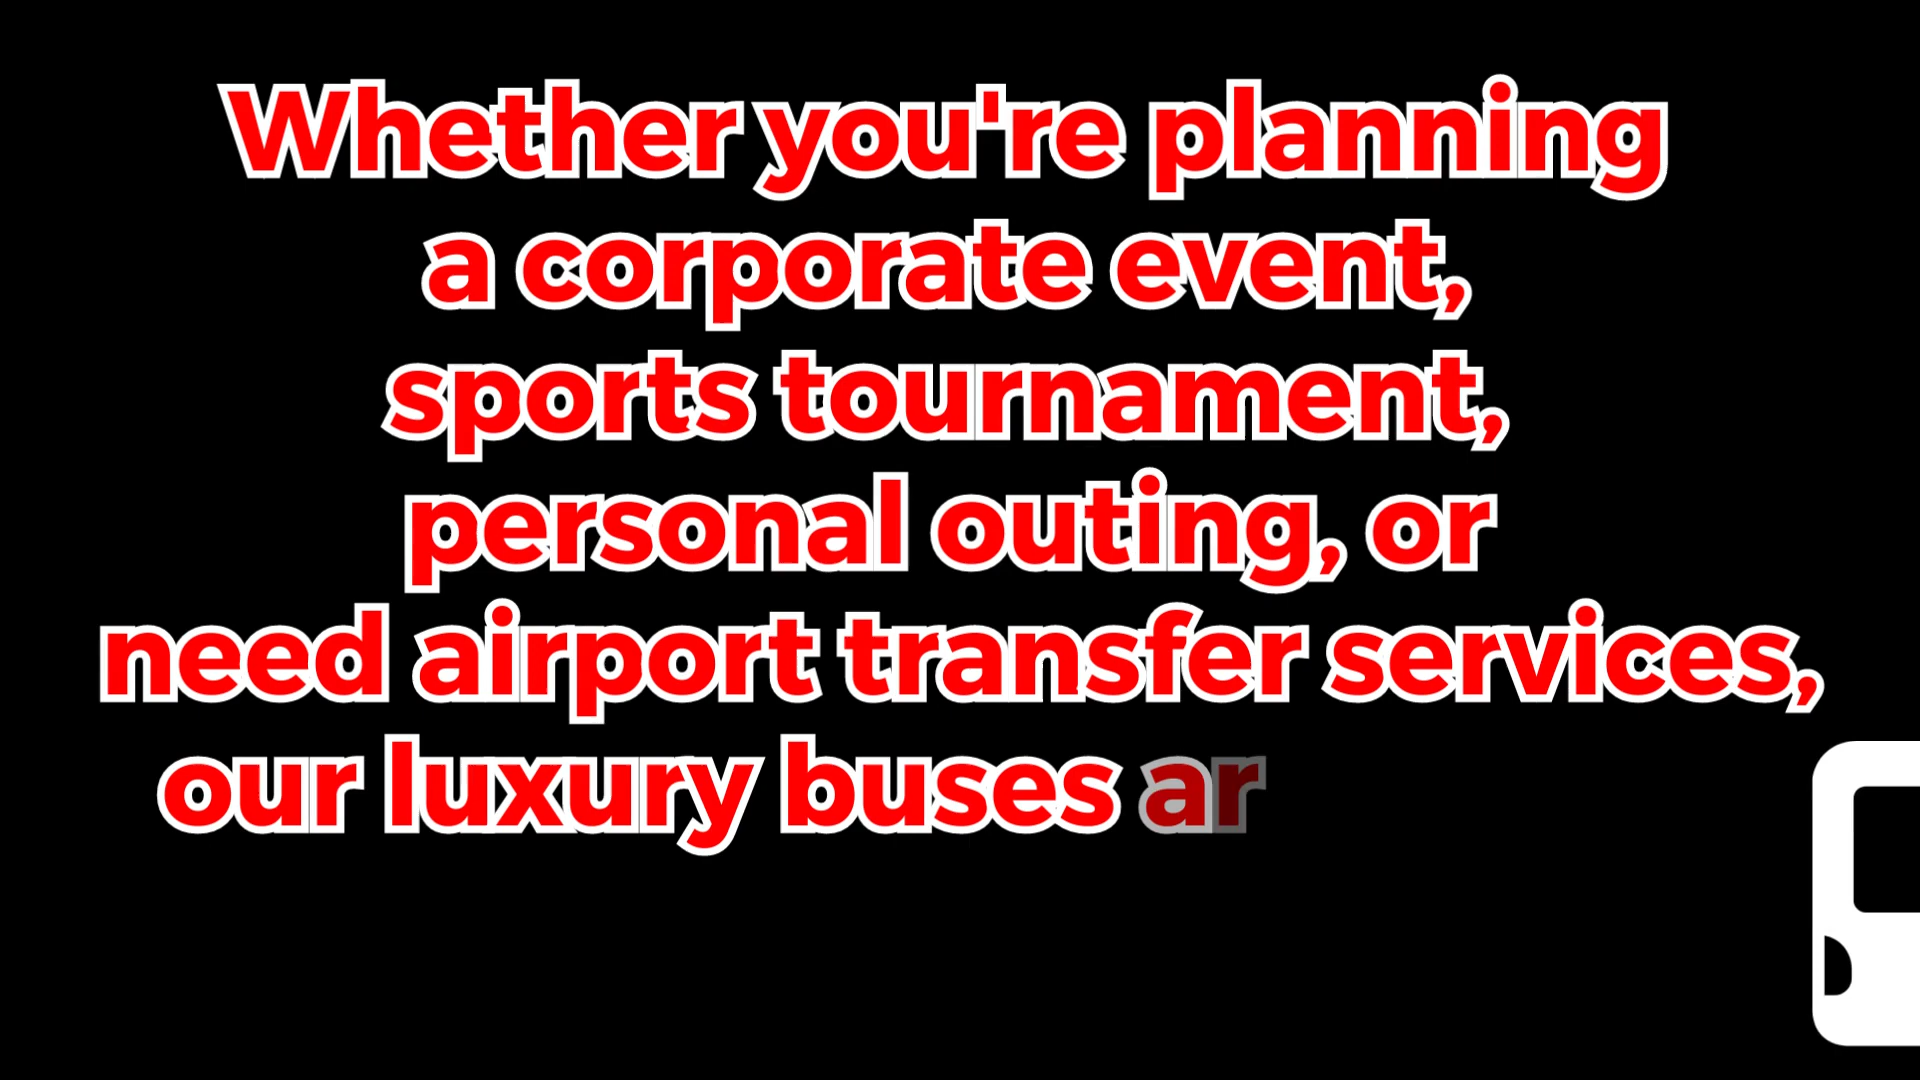 Whether you're planning
a corporate event,
sports tournament,
personal outing, or
need airport transfer services,
our luxury buses ar